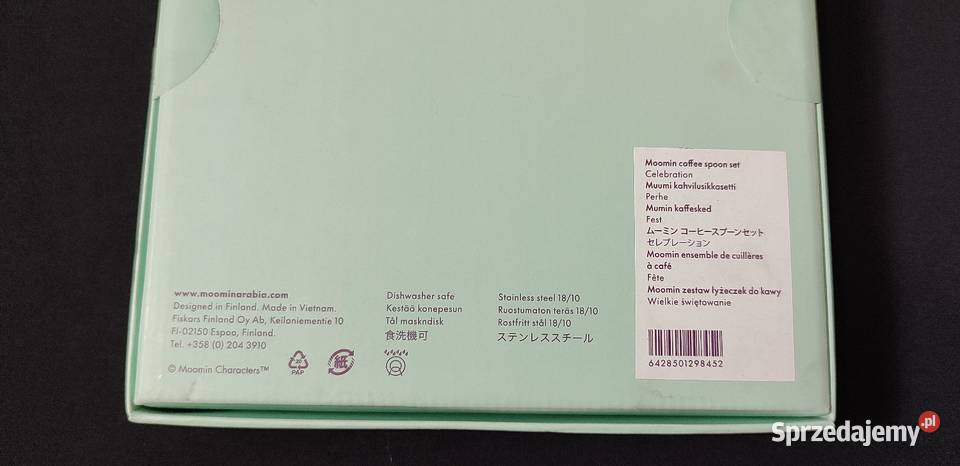 Moomin coffee spoon set
Celebration
Muumi kahvilusikkasetti
Perhe
Mumin kaffesked
Fest
ムーミン コーヒースプーンセット
セレブレーション
Moomin ensemble de cuillères
à café
Fête
Moomin zestaw łyżeczek do kawy
Wielkie świętowanie
6428501298452
www.moominarabia.com
Designed in Finland. Made in Vietnam.
Fiskars Finland Oy Ab, Keilaniementie 10
FI-02150 Espoo, Finland.
Tel. +358 (0) 204 3910
© Moomin Characters™
20
PAP
紙
Dishwasher safe
Kestää konepesun
Tål maskndisk
食洗機可
Stainless steel 18/10
Ruostumaton teräs 18/10
Rostfritt stål 18/10
ステンレススチール
Sprzedajemy.pl